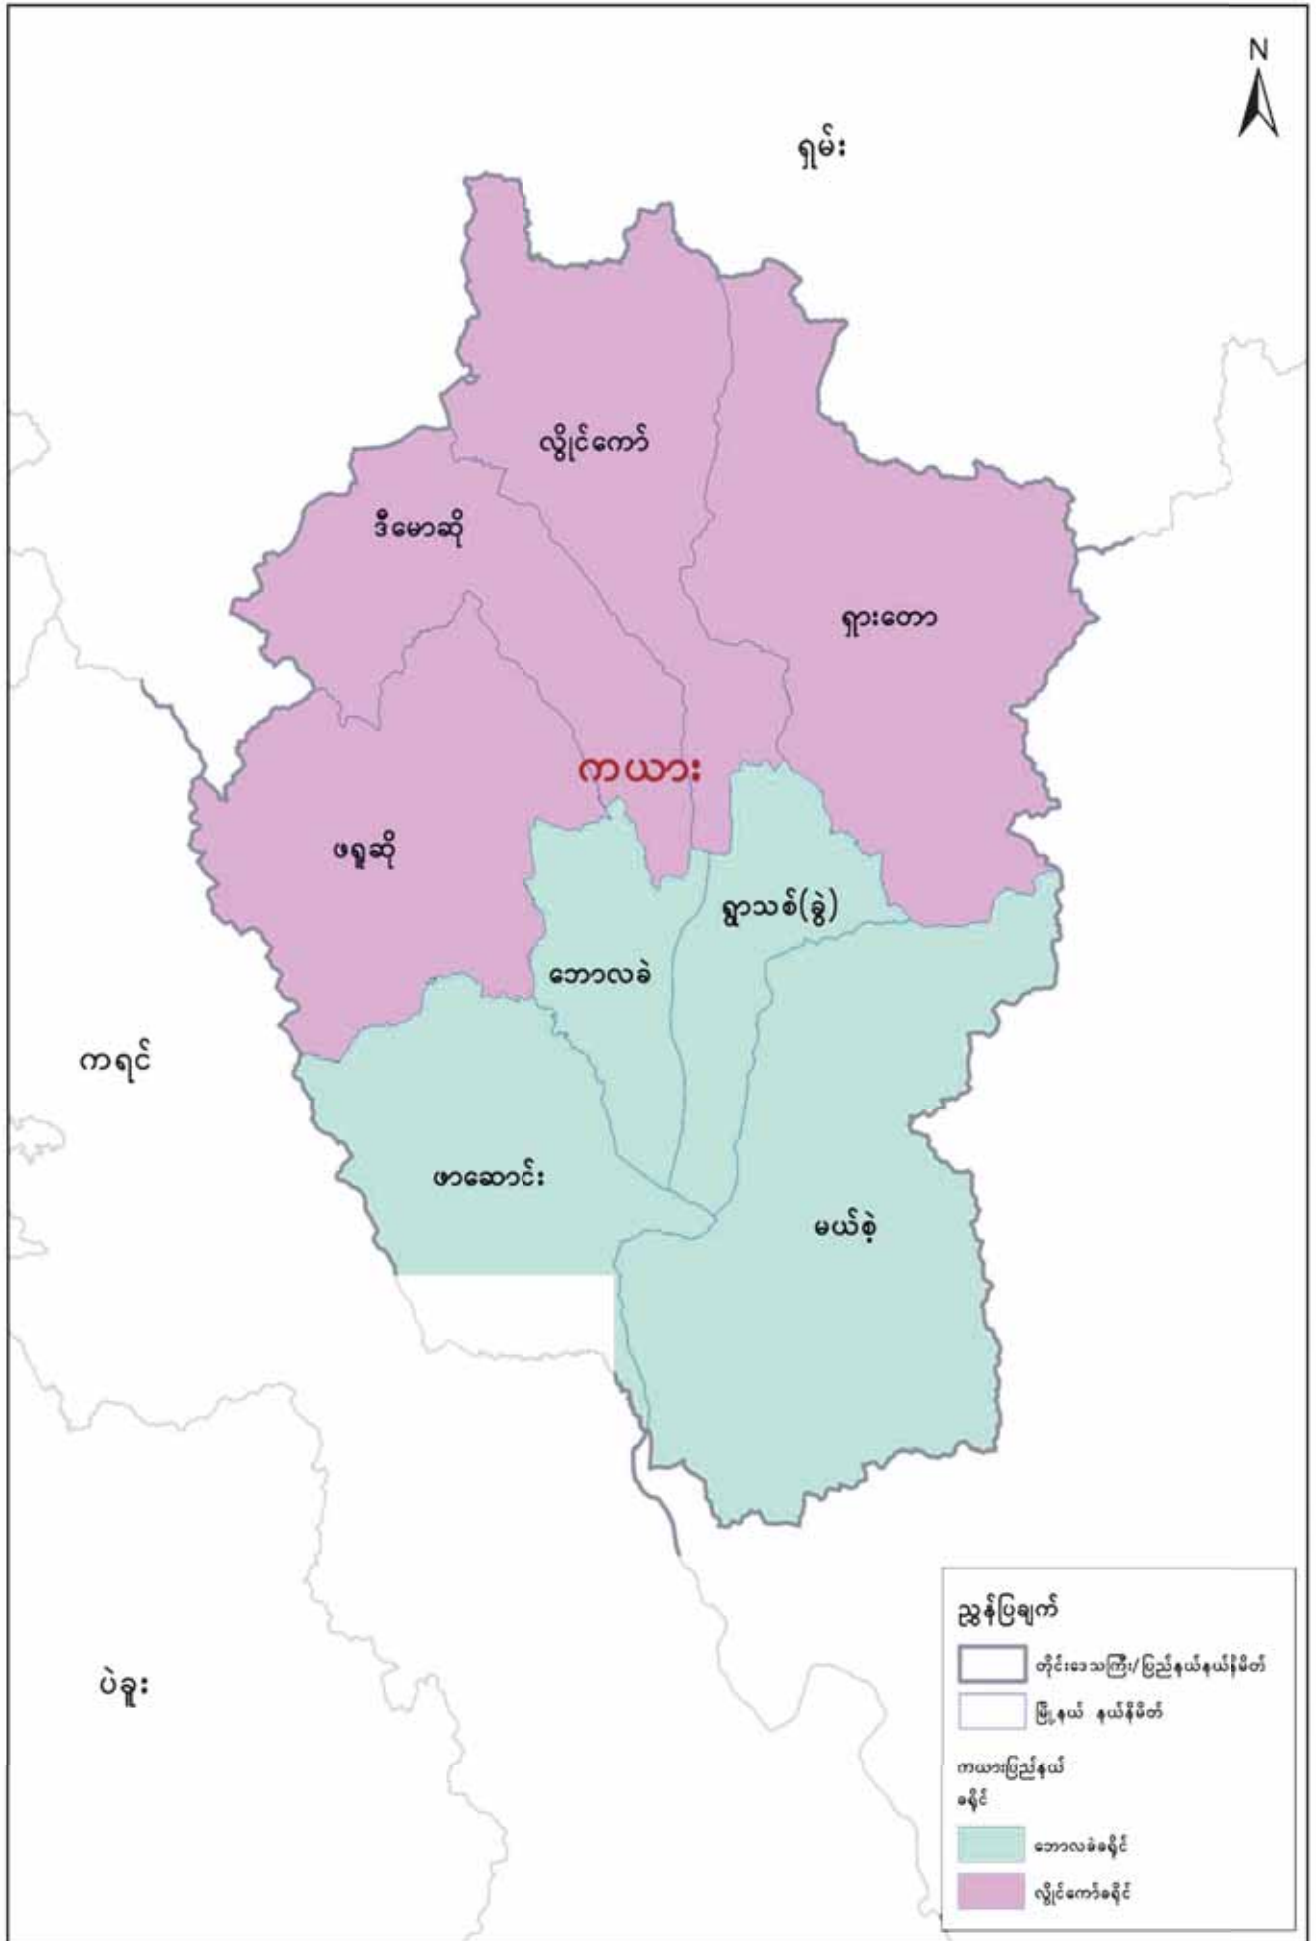 N
ရှမ်း
လွိုင်ကော်
ဒီမောဆို
ရှားတော
ကယား
ဖရူဆို
ရွာသစ်(ခွဲ)
ဘောလခဲ
ကရင်
ဖာဆောင်း
မယ်စဲ့
ပဲခူး
ညွှန်ပြချက်
တိုင်းဒေသကြီး/ပြည်နယ်နယ်နိမိတ်
မြို့နယ် နယ်နိမိတ်
ကယားပြည်နယ်
ခရိုင်
ဘောလခဲခရိုင်
လွိုင်ကော်ခရိုင်